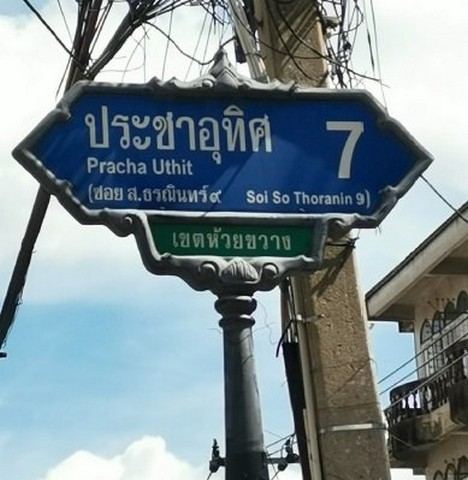 ประชาอุทิศ 7
Pracha Uthit
(ซอย ส.ธรณินทร์ ๙ Soi So Thoranin 9)
เขตห้วยขวาง